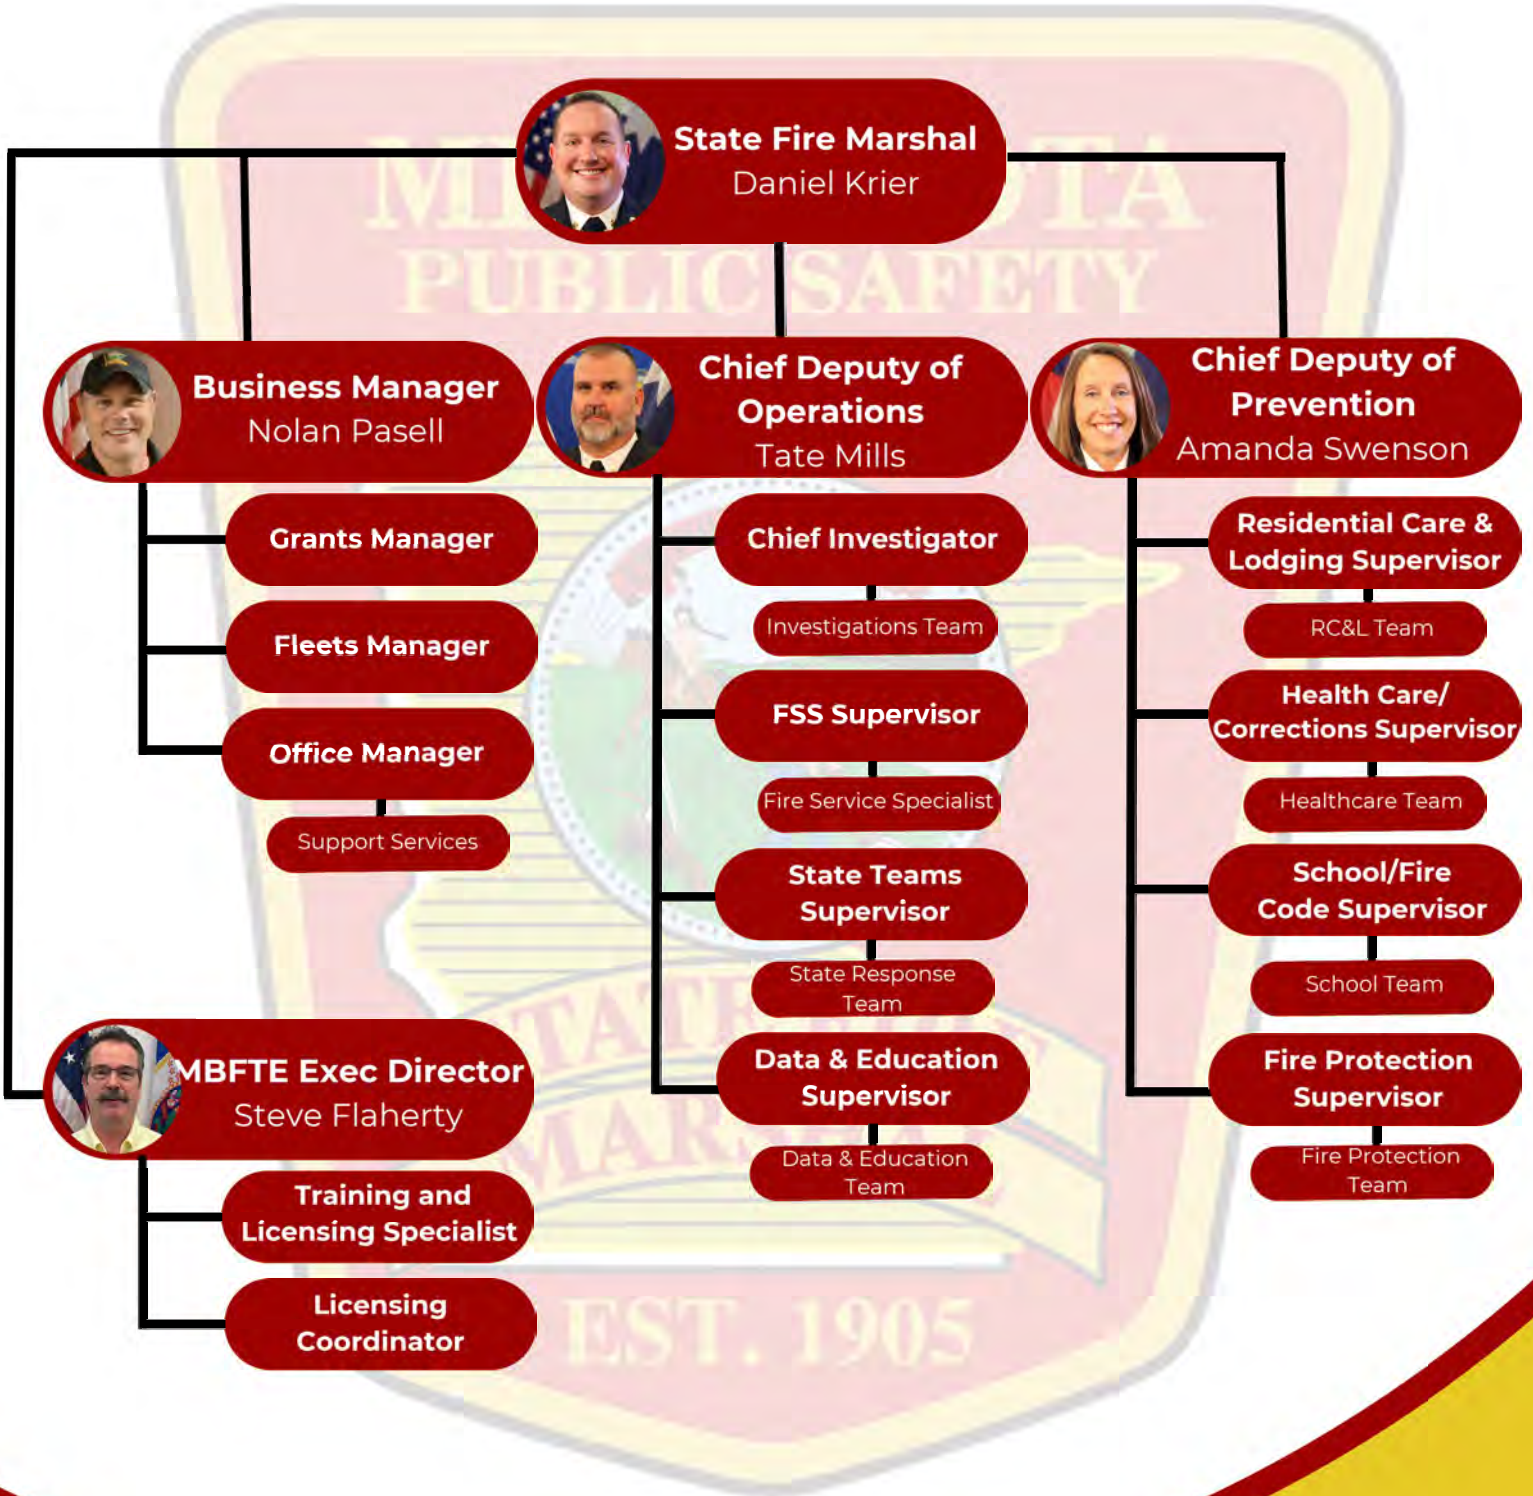 State Fire Marshal
Daniel Krier
Business Manager
Nolan Pasell
Grants Manager
Fleets Manager
Office Manager
Support Services
MBFTE Exec Director
Steve Flaherty
Training and
Licensing Specialist
Licensing
Coordinator
Chief Deputy of
Operations
Tate Mills
Chief Investigator
Investigations Team
FSS Supervisor
Fire Service Specialist
State Teams
Supervisor
State Response
Team
Data & Education
Supervisor
Data & Education
Team
Chief Deputy of
Prevention
Amanda Swenson
Residential Care &
Lodging Supervisor
RC&L Team
Health Care/
Corrections Supervisor
Healthcare Team
School/Fire
Code Supervisor
School Team
Fire Protection
Supervisor
Fire Protection
Team
PUBLIC SAFETY
EST. 1905